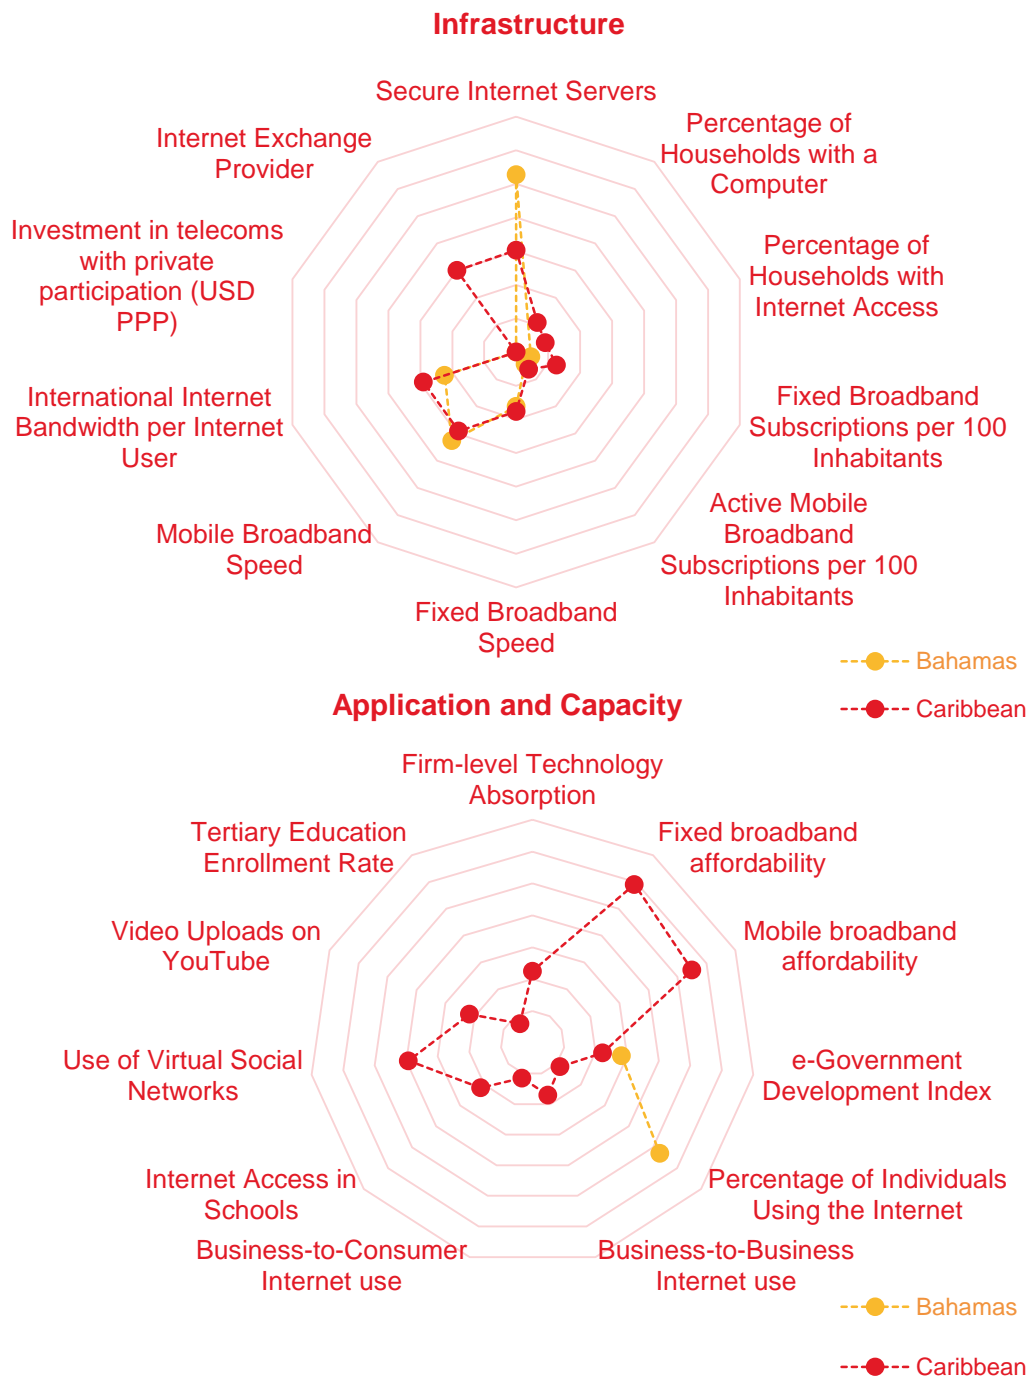 Infrastructure
Secure Internet Servers
Percentage of
Households with a
Computer
Percentage of
Households with
Internet Access
Fixed Broadband
Subscriptions per 100
Inhabitants
Active Mobile
Broadband
Subscriptions per 100
Inhabitants
Fixed Broadband
Speed
Mobile Broadband
Speed
International Internet
Bandwidth per Internet
User
Investment in telecoms
with private
participation (USD
PPP)
Internet Exchange
Provider
Bahamas
Caribbean
Application and Capacity
Firm-level Technology
Absorption
Fixed broadband
affordability
Mobile broadband
affordability
e-Government
Development Index
Percentage of Individuals
Using the Internet
Business-to-Business
Internet use
Business-to-Consumer
Internet use
Internet Access in
Schools
Use of Virtual Social
Networks
Video Uploads on
YouTube
Tertiary Education
Enrollment Rate
Bahamas
Caribbean